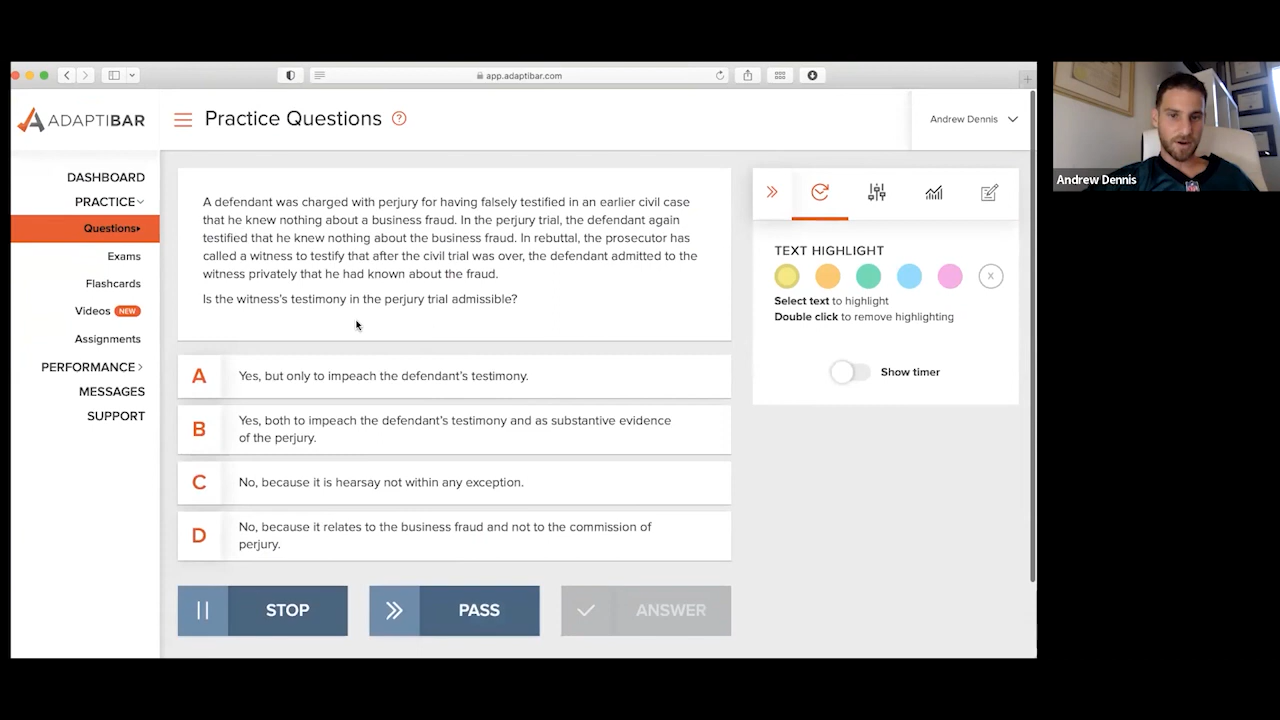 app.adaptibar.com
ADAPTIBAR
Practice Questions
?
Andrew Dennis
DASHBOARD
PRACTICE
Questions
Exams
Flashcards
Videos NEW
Assignments
PERFORMANCE
MESSAGES
SUPPORT
A defendant was charged with perjury for having falsely testified in an earlier civil case
that he knew nothing about a business fraud. In the perjury trial, the defendant again
testified that he knew nothing about the business fraud. In rebuttal, the prosecutor has
called a witness to testify that after the civil trial was over, the defendant admitted to the
witness privately that he had known about the fraud.
Is the witness's testimony in the perjury trial admissible?
A Yes, but only to impeach the defendant's testimony.
B Yes, both to impeach the defendant's testimony and as substantive evidence
of the perjury.
C No, because it is hearsay not within any exception.
D No, because it relates to the business fraud and not to the commission of
perjury.
STOP
PASS
ANSWER
TEXT HIGHLIGHT
x
Select text to highlight
Double click to remove highlighting
Show timer
Andrew Dennis